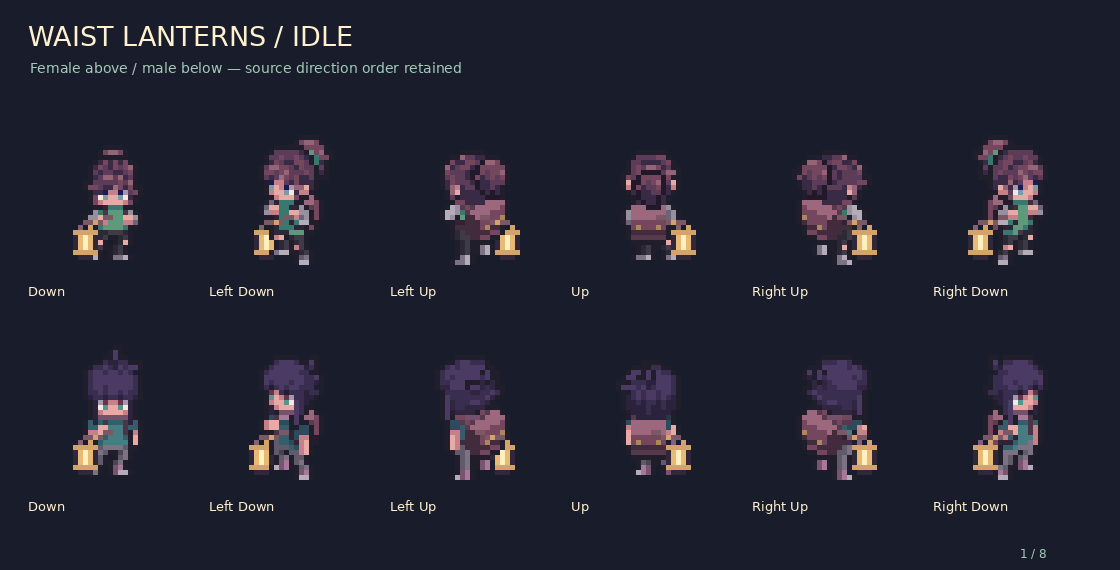 WAIST LANTERNS / IDLE
Female above / male below — source direction order retained
Down Left Down Left Up Up Right Up Right Down
Down Left Down Left Up Up Right Up Right Down
1 / 8